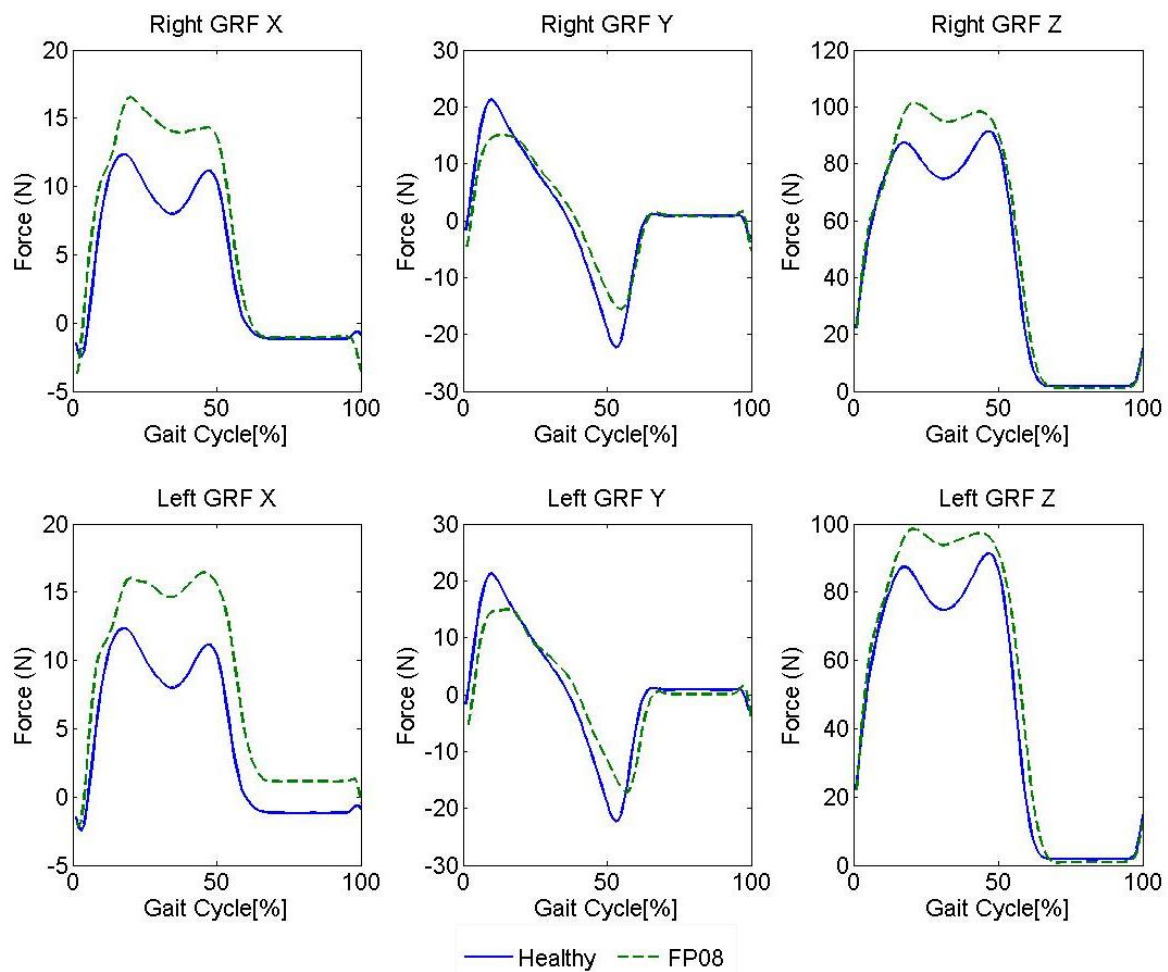 Right GRF X
Right GRF Y
Right GRF Z
20
15
10
5
0
-5
Force (N)
0
50
100
Gait Cycle[%]
30
20
10
0
-10
-20
-30
Force (N)
0
50
100
Gait Cycle[%]
120
100
80
60
40
20
0
Force (N)
0
50
100
Gait Cycle[%]
Left GRF X
Left GRF Y
Left GRF Z
20
15
10
5
0
-5
Force (N)
0
50
100
Gait Cycle[%]
30
20
10
0
-10
-20
-30
Force (N)
0
50
100
Gait Cycle[%]
100
80
60
40
20
0
Force (N)
0
50
100
Gait Cycle[%]
Healthy
FP08